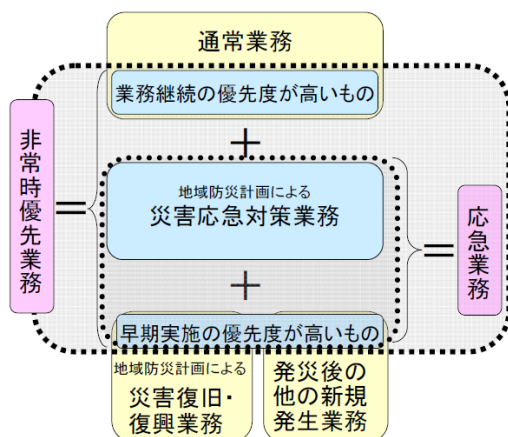 通常業務
業務継続の優先度が高いもの
+
非常時優先業務
=
地域防災計画による
災害応急対策業務
=
応急業務
+
早期実施の優先度が高いもの
地域防災計画による
災害復旧・
復興業務
発災後の
他の新規
発生業務